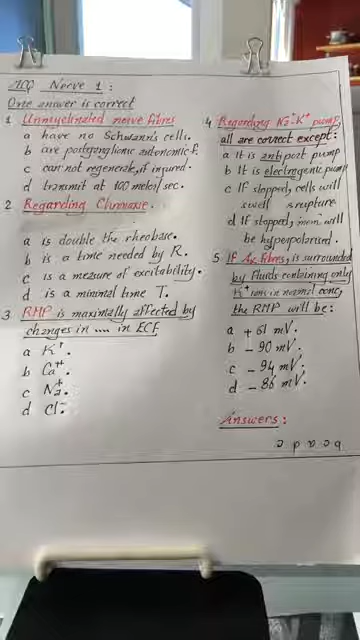 MCQ Nerve 1:
One answer is correct
1 Unmyelinated nerve fibres
a have no Schwann's cells.
b are postganglionic autonomic f.
c can not regenerate, if injured.
d transmit at 100 meter/sec.
2 Regarding Chronaxie.
a is double the rheobase.
b is a time needed by R.
c is a measure of excitability.
d is a minimal time T.
3 RMP is maximally affected by
changes in .... in ECF
a K+.
b Ca++.
c Na+.
d Cl-.
4 Regarding Na+-K+ pump,
all are correct except:
a It is antiport pump
b It is electrogenic pump
c If stopped, cells will
swell & rupture
d If stopped, mem will
be hyperpolarised.
5 If Ax. fibres, is surrounded
by fluids containing only
K+ ions in normal conc,
the RMP will be:
a + 61 mV.
b - 90 mV.
c - 94 mV.
d - 86 mV.
Answers:
b c a d c